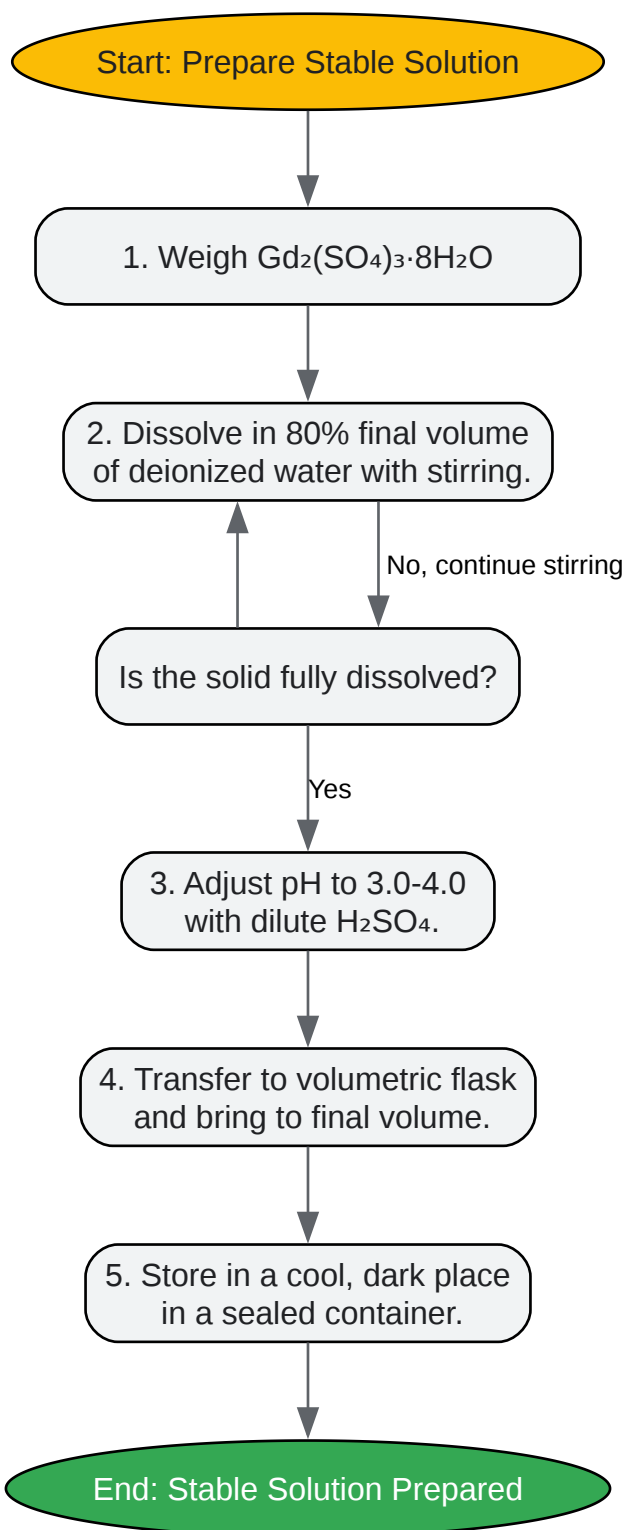 Start: Prepare Stable Solution
1. Weigh Gd₂(SO₄)₃·8H₂O
2. Dissolve in 80% final volume
of deionized water with stirring.
No, continue stirring
Is the solid fully dissolved?
Yes
3. Adjust pH to 3.0-4.0
with dilute H₂SO₄.
4. Transfer to volumetric flask
and bring to final volume.
5. Store in a cool, dark place
in a sealed container.
End: Stable Solution Prepared